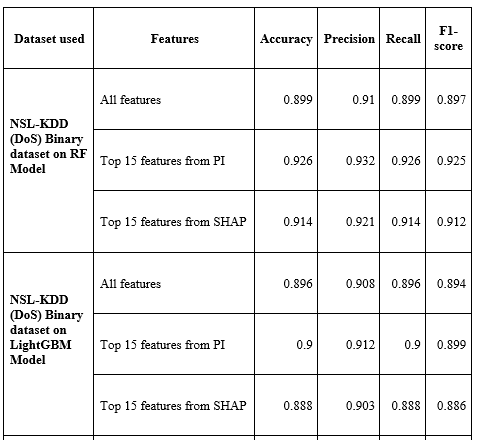 Dataset used Features Accuracy Precision Recall F1-
score
NSL-KDD
(DoS) Binary
dataset on RF
Model
All features 0.899 0.91 0.899 0.897
Top 15 features from PI 0.926 0.932 0.926 0.925
Top 15 features from SHAP 0.914 0.921 0.914 0.912
NSL-KDD
(DoS) Binary
dataset on
LightGBM
Model
All features 0.896 0.908 0.896 0.894
Top 15 features from PI 0.9 0.912 0.9 0.899
Top 15 features from SHAP 0.888 0.903 0.888 0.886